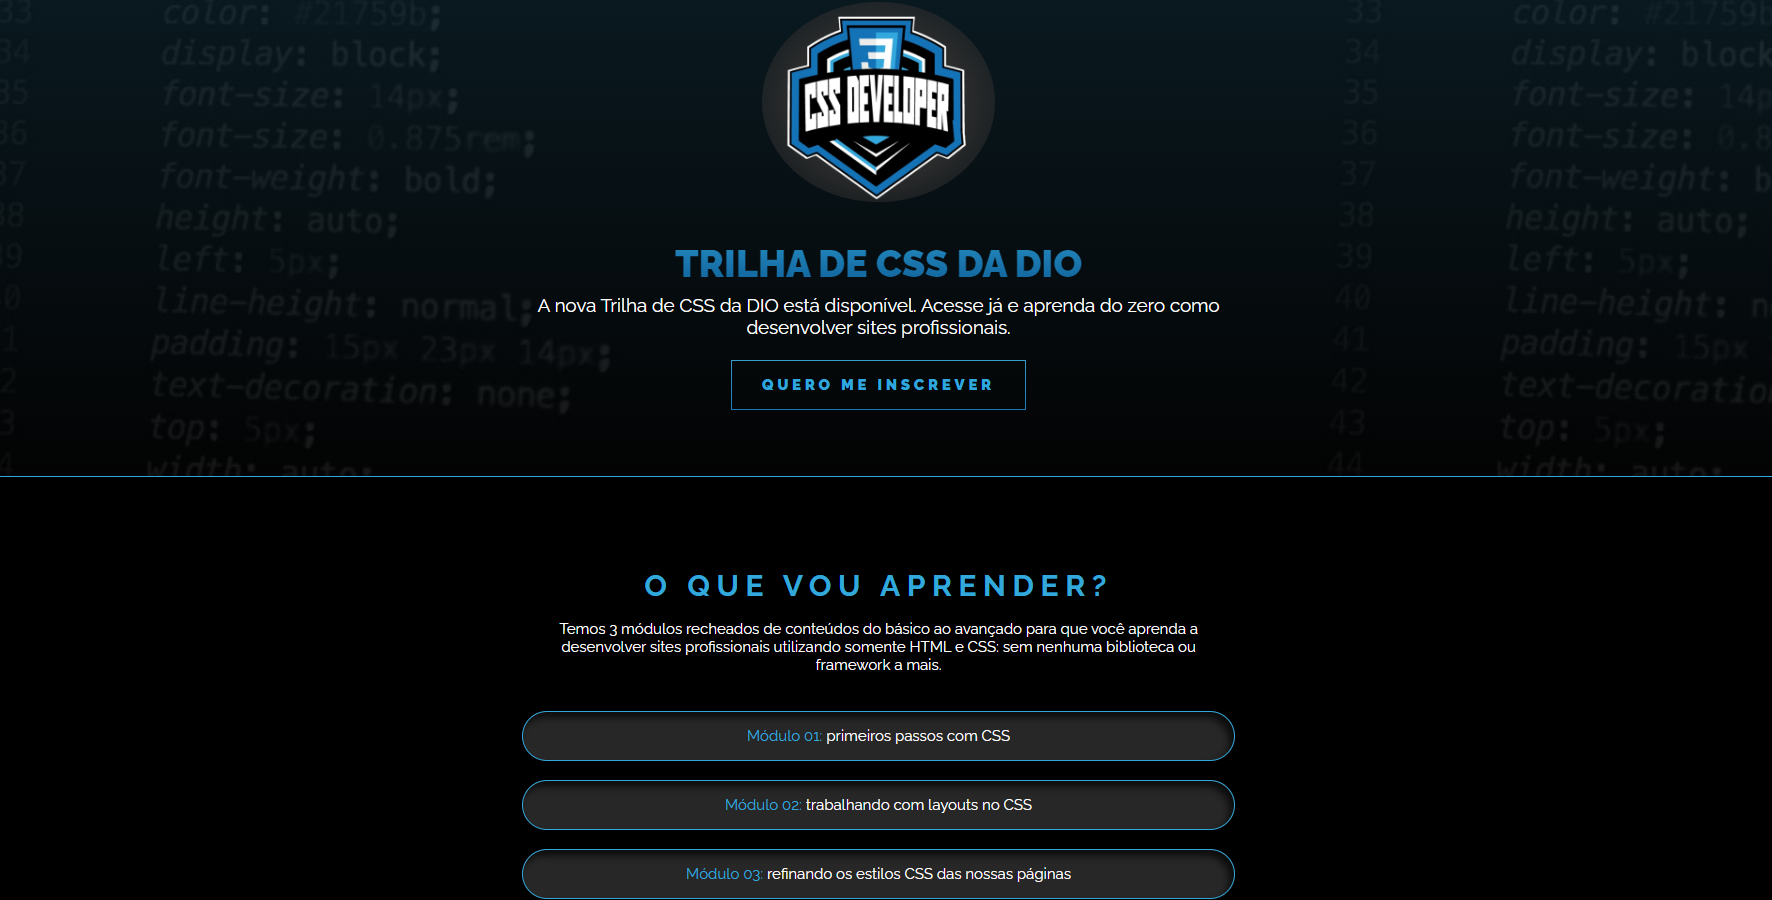 33 color: #21759b;
34 display: block;
35 font-size: 14px;
36 font-size: 0.875rem;
37 font-weight: bold;
38 height: auto;
39 left: 5px;
40 line-height: normal;
41 padding: 15px 23px 14px;
42 text-decoration: none;
43 top: 5px;
44 width: auto;
3
CSS DEVELOPER
TRILHA DE CSS DA DIO
A nova Trilha de CSS da DIO está disponível. Acesse já e aprenda do zero como
desenvolver sites profissionais.
QUERO ME INSCREVER
33 color: #21759b
34 display: block
35 font-size: 14p
36 font-size: 0.8
37 font-weight: b
38 height: auto;
39 left: 5px;
40 line-height: n
41 padding: 15px
42 text-decoration
43 top: 5px;
44 width: auto;
O QUE VOU APRENDER?
Temos 3 módulos recheados de conteúdos do básico ao avançado para que você aprenda a
desenvolver sites profissionais utilizando somente HTML e CSS: sem nenhuma biblioteca ou
framework a mais.
Módulo 01: primeiros passos com CSS
Módulo 02: trabalhando com layouts no CSS
Módulo 03: refinando os estilos CSS das nossas páginas